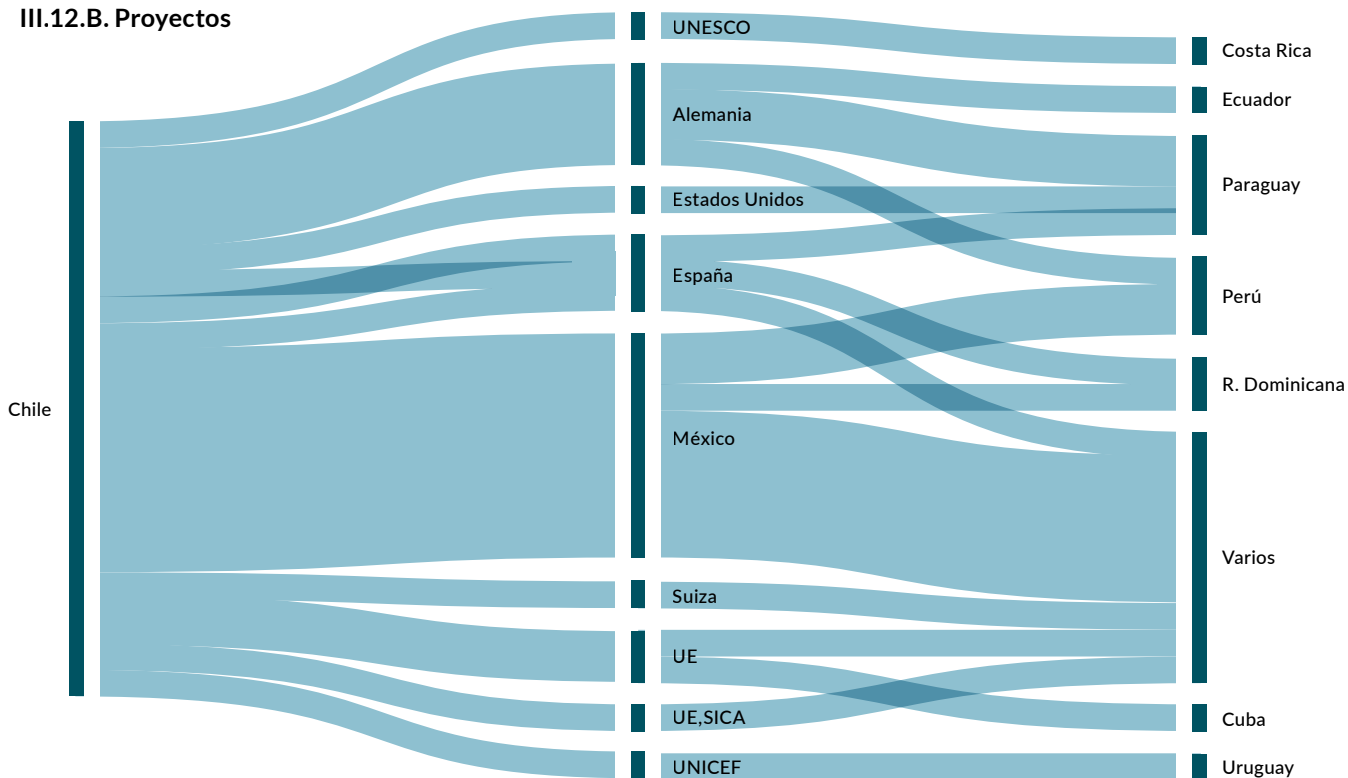 III.12.B. Proyectos
Chile
UNESCO
Alemania
Estados Unidos
España
México
Suiza
UE
UE,SICA
UNICEF
Costa Rica
Ecuador
Paraguay
Perú
R. Dominicana
Varios
Cuba
Uruguay